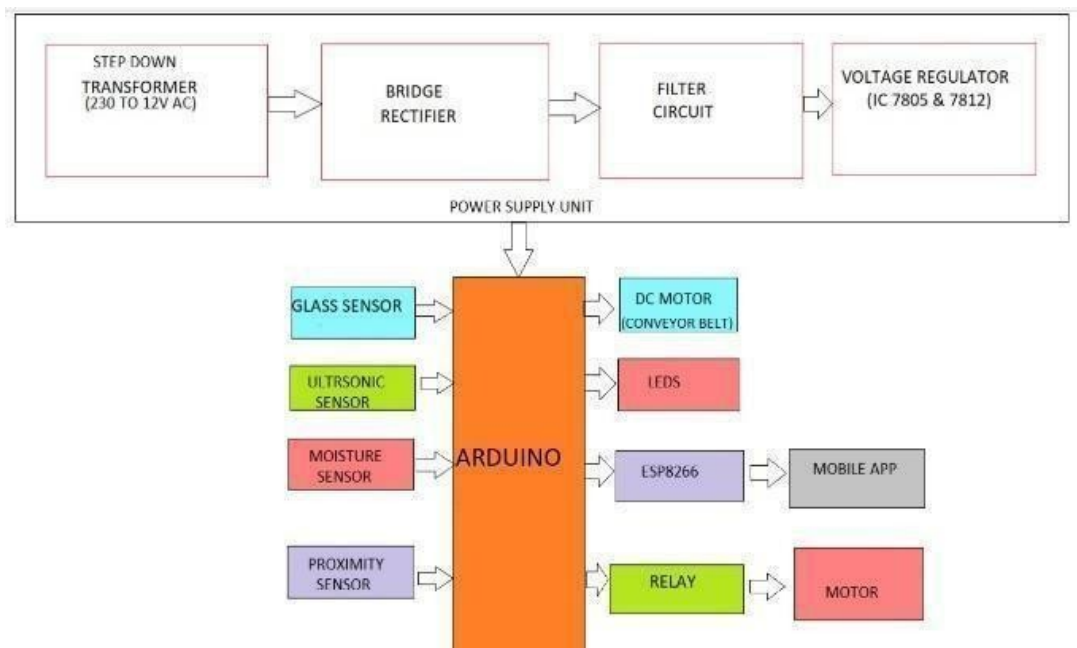 STEP DOWN
TRANSFORMER
(230 TO 12V AC)
BRIDGE
RECTIFIER
FILTER
CIRCUIT
VOLTAGE REGULATOR
(IC 7805 & 7812)
POWER SUPPLY UNIT
GLASS SENSOR
ULTRSONIC
SENSOR
MOISTURE
SENSOR
PROXIMITY
SENSOR
ARDUINO
DC MOTOR
(CONVEYOR BELT)
LEDS
ESP8266
MOBILE APP
RELAY
MOTOR